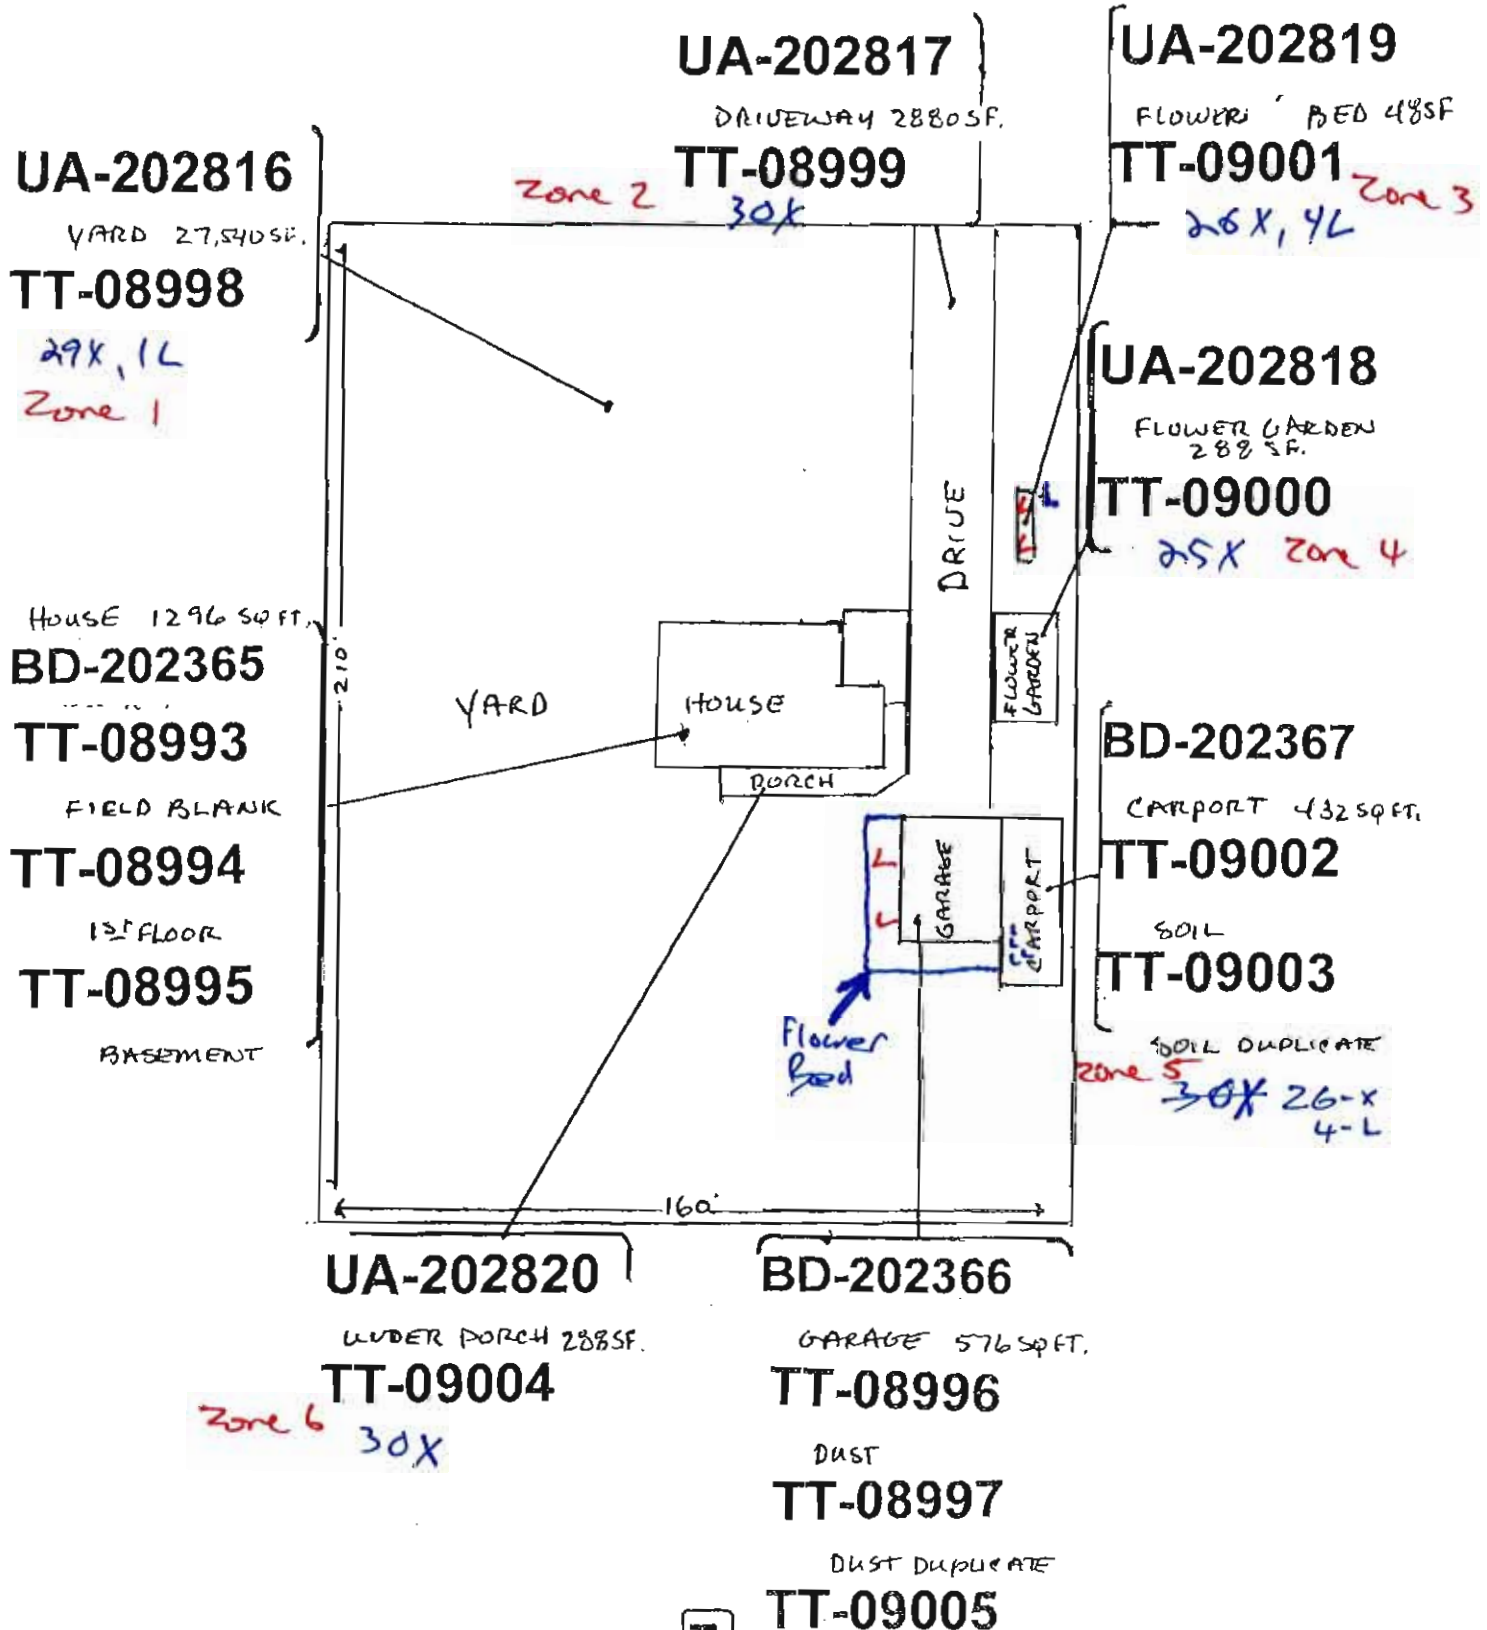 UA-202817
DRIVEWAY 2880SF.
TT-08999
Zone 2
30X
UA-202819
FLOWER BED 48SF
TT-09001
Zone 3
26X, 4L
UA-202816
YARD 27,540SF.
TT-08998
29X, 1L
Zone 1
UA-202818
FLOWER GARDEN
288 SF.
TT-09000
25X Zone 4
L
L
L
DRIVE
HOUSE 1296 SQ FT.
BD-202365
TT-08993
FIELD BLANK
TT-08994
1ST FLOOR
TT-08995
BASEMENT
210'
YARD
HOUSE
PORCH
FLOWER
GARDEN
GARAGE
CARPORT
L
L
Flower
Bed
BD-202367
CARPORT 432 SQ FT.
TT-09002
SOIL
TT-09003
SOIL DUPLICATE
Zone 5
30X 26-X
4-L
160'
UA-202820
UNDER PORCH 288SF.
TT-09004
Zone 6
30X
BD-202366
GARAGE 576 SQ FT.
TT-08996
DUST
TT-08997
DUST DUPLICATE
TT-09005